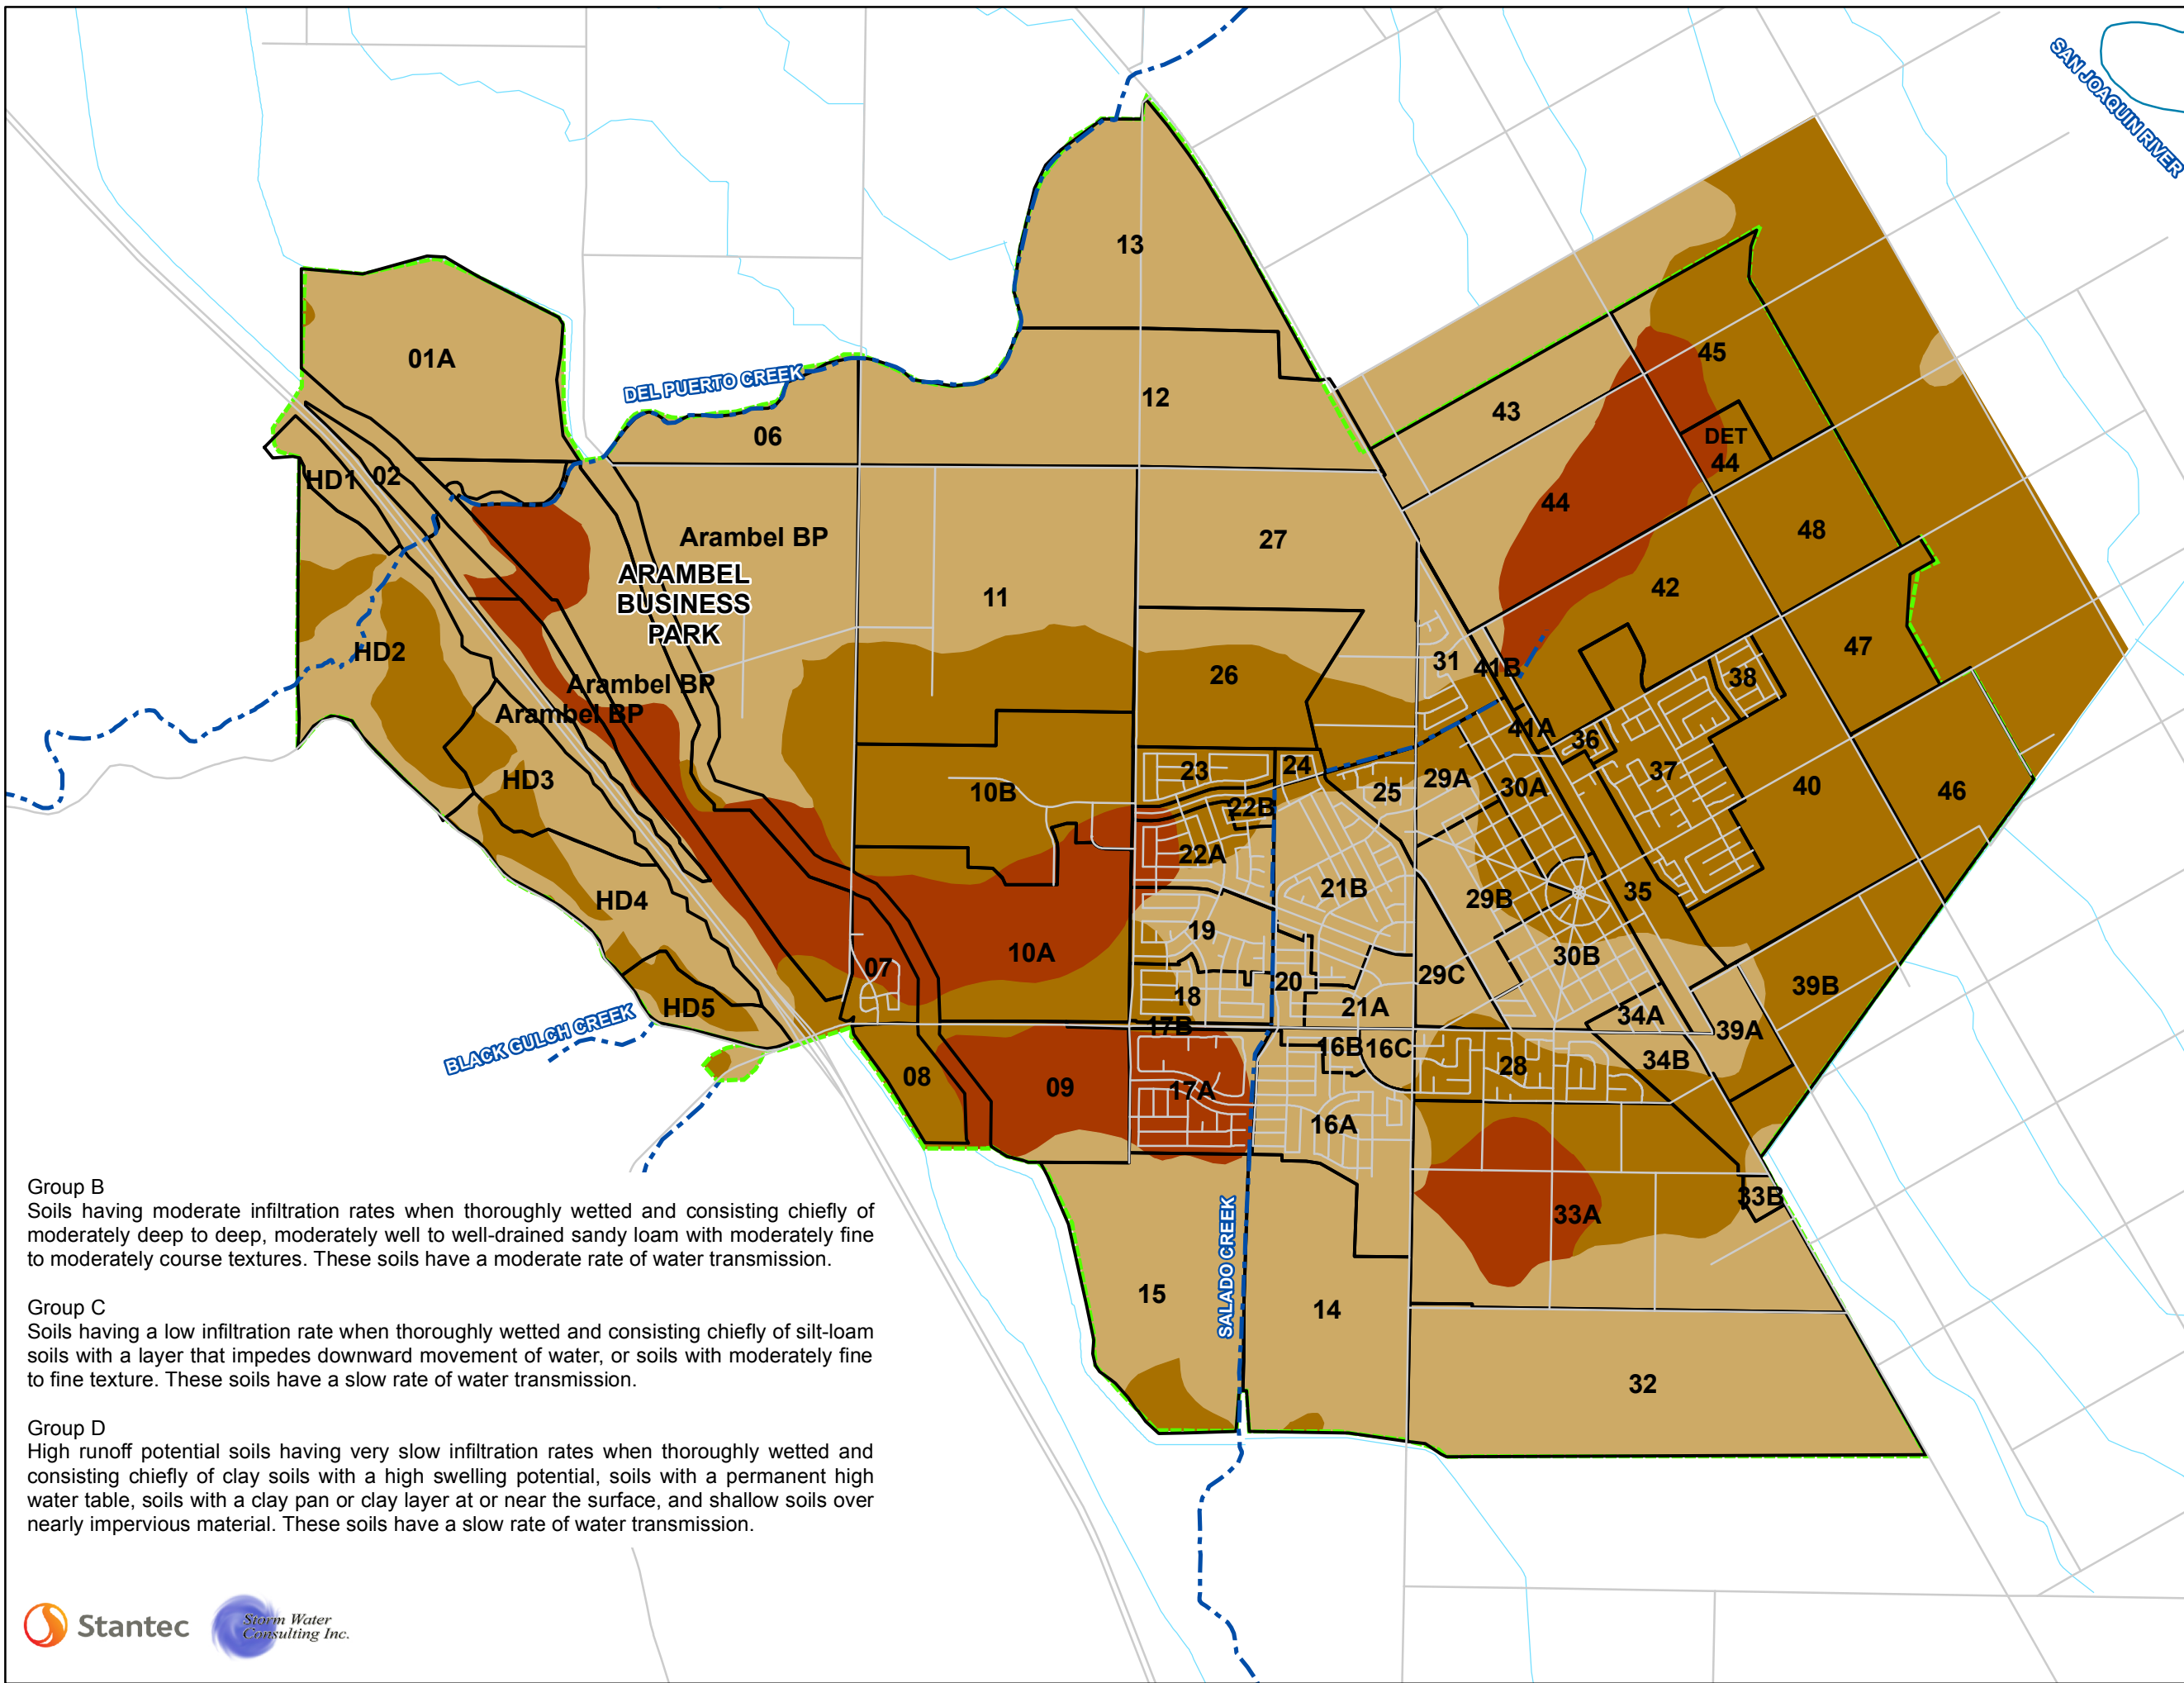 SAN JOAQUIN RIVER
13
01A
DEL PUERTO CREEK
06
12
45
43
DET
44
HD1
02
44
Arambel BP
27
48
ARAMBEL
BUSINESS
PARK
11
42
HD2
26
31
41B
47
38
Arambel BP
Arambel BP
41A
36
HD3
23
24
25
29A
30A
37
40
46
10B
22B
22A
21B
29B
35
HD4
19
10A
07
30B
20
29C
39B
HD5
18
21A
34A
BLACK GULCH CREEK
17B
39A
16B
16C
34B
28
08
09
17A
16A
33B
33A
Group B
Soils having moderate infiltration rates when thoroughly wetted and consisting chiefly of
moderately deep to deep, moderately well to well-drained sandy loam with moderately fine
to moderately course textures. These soils have a moderate rate of water transmission.
SALADO CREEK
15
14
Group C
Soils having a low infiltration rate when thoroughly wetted and consisting chiefly of silt-loam
soils with a layer that impedes downward movement of water, or soils with moderately fine
to fine texture. These soils have a slow rate of water transmission.
32
Group D
High runoff potential soils having very slow infiltration rates when thoroughly wetted and
consisting chiefly of clay soils with a high swelling potential, soils with a permanent high
water table, soils with a clay pan or clay layer at or near the surface, and shallow soils over
nearly impervious material. These soils have a slow rate of water transmission.
Stantec
Storm Water
Consulting Inc.